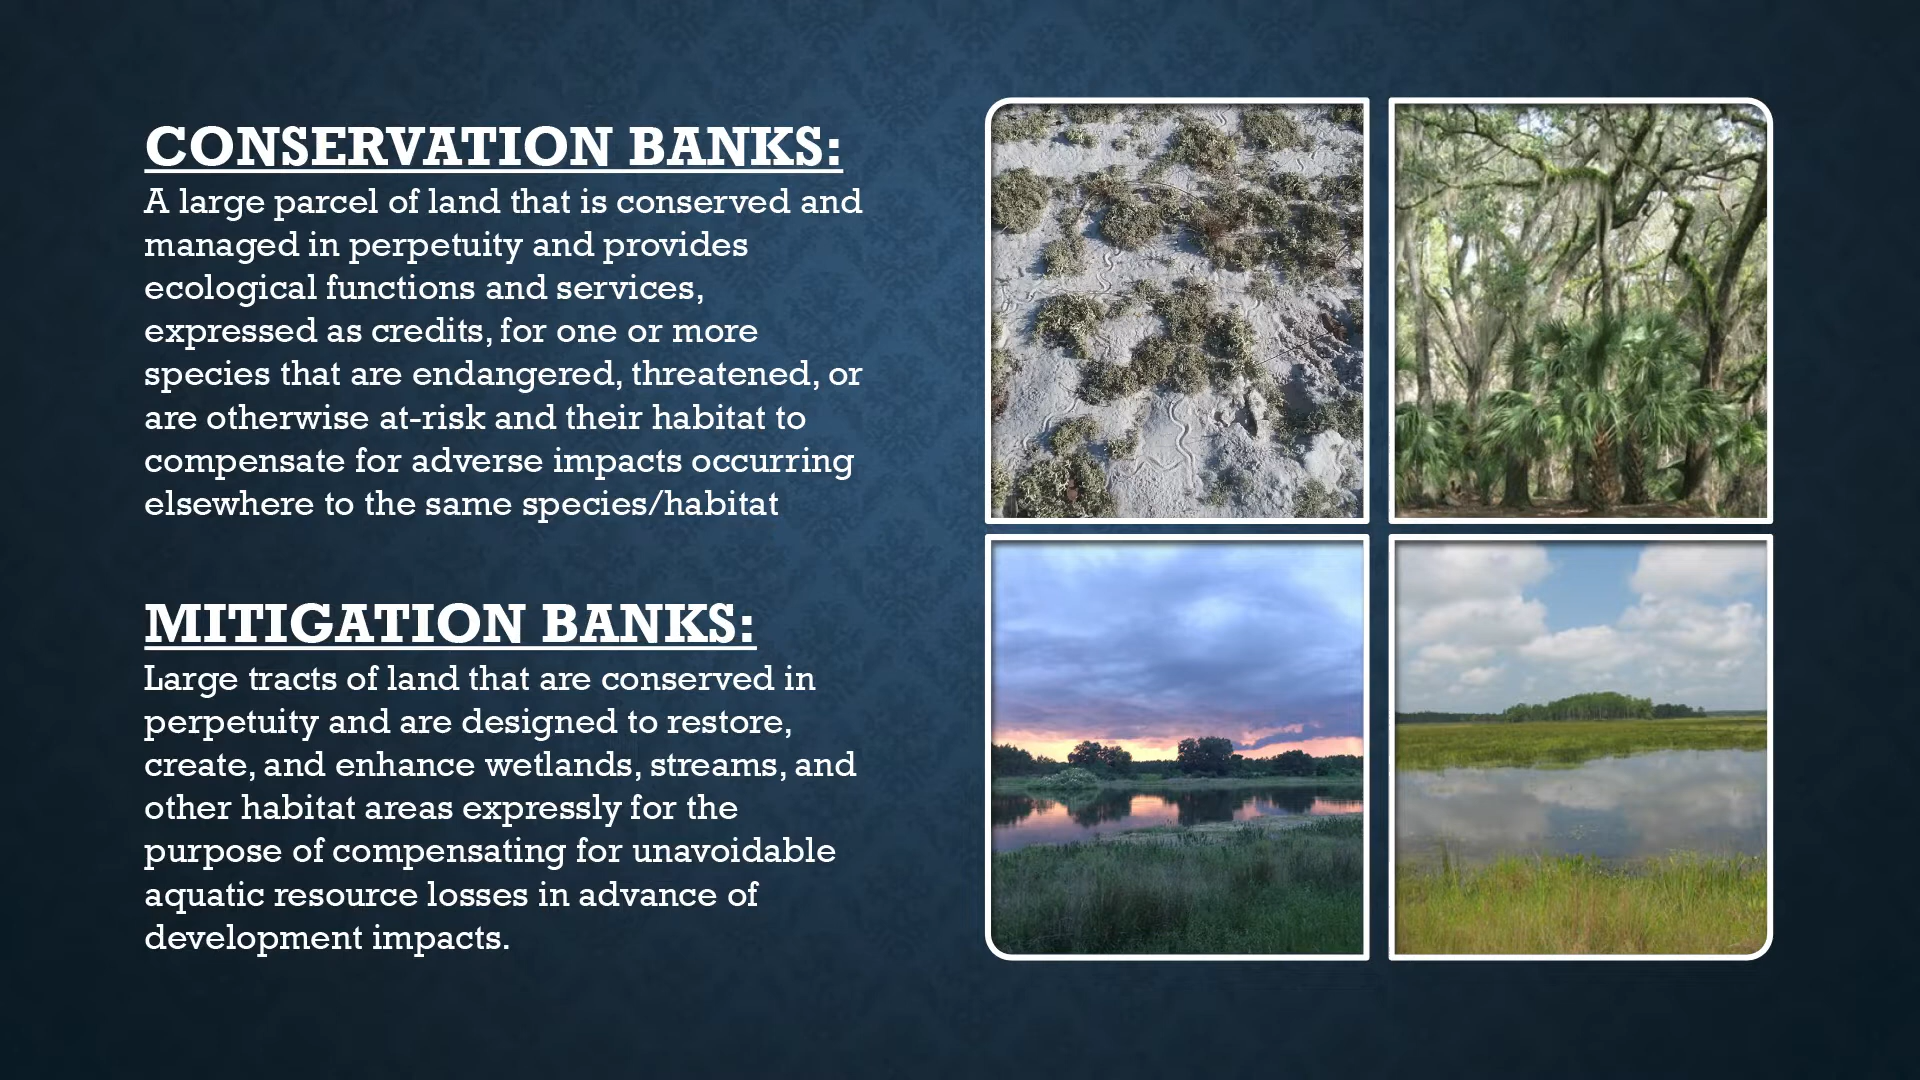 CONSERVATION BANKS:
A large parcel of land that is conserved and
managed in perpetuity and provides
ecological functions and services,
expressed as credits, for one or more
species that are endangered, threatened, or
are otherwise at-risk and their habitat to
compensate for adverse impacts occurring
elsewhere to the same species/habitat
MITIGATION BANKS:
Large tracts of land that are conserved in
perpetuity and are designed to restore,
create, and enhance wetlands, streams, and
other habitat areas expressly for the
purpose of compensating for unavoidable
aquatic resource losses in advance of
development impacts.